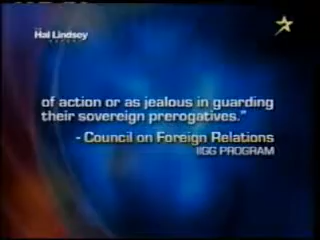 Hal Lindsey
REPORT
of action or as jealous in guarding
their sovereign prerogatives."
- Council on Foreign Relations
IIGG PROGRAM